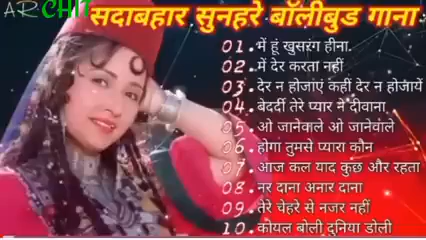 ARCHIT
सदाबहार सुनहरे बॉलीबुड गाना
01. में हूं खुसरंग हीना.
02. में देर करता नहीं
03. देर न होजाएं कहीं देर न होजायें
04. बेदर्दी तेरे प्यार ने दीवाना
05. ओ जानेवाले ओ जानेवाले
06. होगा तुमसे प्यारा कौन
07. आज कल याद कुछ और रहता
08. नर दाना अनार दाना
09. तेरे चेहरे से नजर नहीं
10. कोयल बोली दुनिया डोली